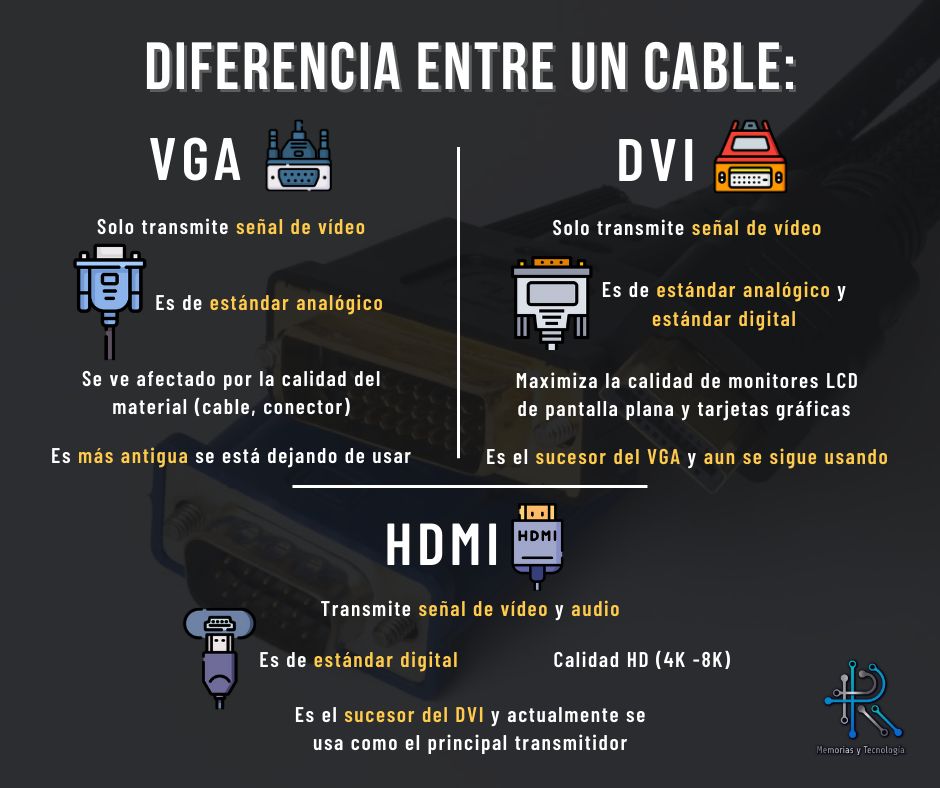 DIFERENCIA ENTRE UN CABLE:
VGA
Solo transmite señal de vídeo
Es de estándar analógico
Se ve afectado por la calidad del
material (cable, conector)
Es más antigua se está dejando de usar
DVI
Solo transmite señal de vídeo
Es de estándar analógico y
estándar digital
Maximiza la calidad de monitores LCD
de pantalla plana y tarjetas gráficas
Es el sucesor del VGA y aun se sigue usando
HDMI
HDMI
Transmite señal de vídeo y audio
Es de estándar digital
Calidad HD (4K -8K)
Es el sucesor del DVI y actualmente se
usa como el principal transmitidor
R
Memorias y Tecnología